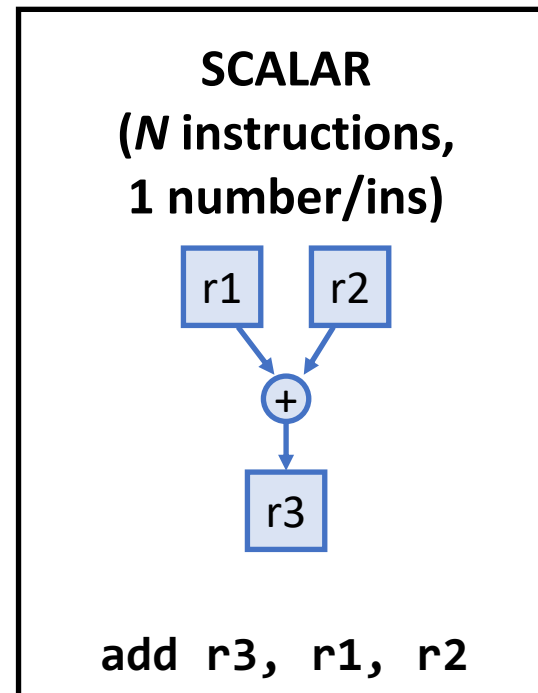 SCALAR
(N instructions,
1 number/ins)
r1 r2
+
r3
add r3, r1, r2